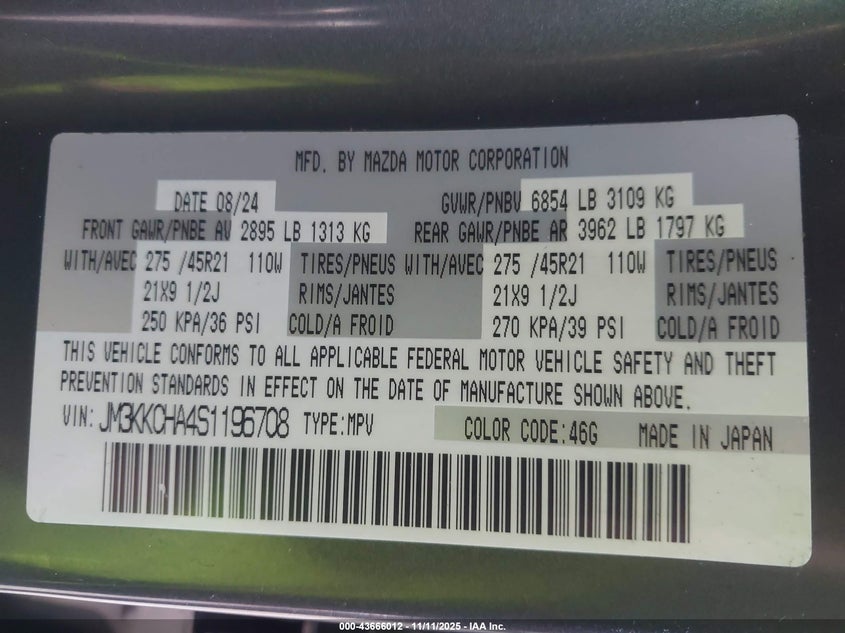 MFD. BY MAZDA MOTOR CORPORATION
DATE 08/24 GVWR/PNBV 6854 LB 3109 KG
FRONT GAWR/PNBE AV 2895 LB 1313 KG REAR GAWR/PNBE AR 3962 LB 1797 KG
WITH/AVEC 275 /45R21 110W TIRES/PNEUS WITH/AVEC 275 /45R21 110W TIRES/PNEUS
21X9 1/2J RIMS/JANTES 21X9 1/2J RIMS/JANTES
250 KPA/36 PSI COLD/A FROID 270 KPA/39 PSI COLD/A FROID
THIS VEHICLE CONFORMS TO ALL APPLICABLE FEDERAL MOTOR VEHICLE SAFETY AND THEFT
PREVENTION STANDARDS IN EFFECT ON THE DATE OF MANUFACTURE SHOWN ABOVE.
VIN: JM3KKCHA4S1196708 TYPE:MPV COLOR CODE:46G MADE IN JAPAN
000-43666012 - 11/11/2025 - IAA Inc.